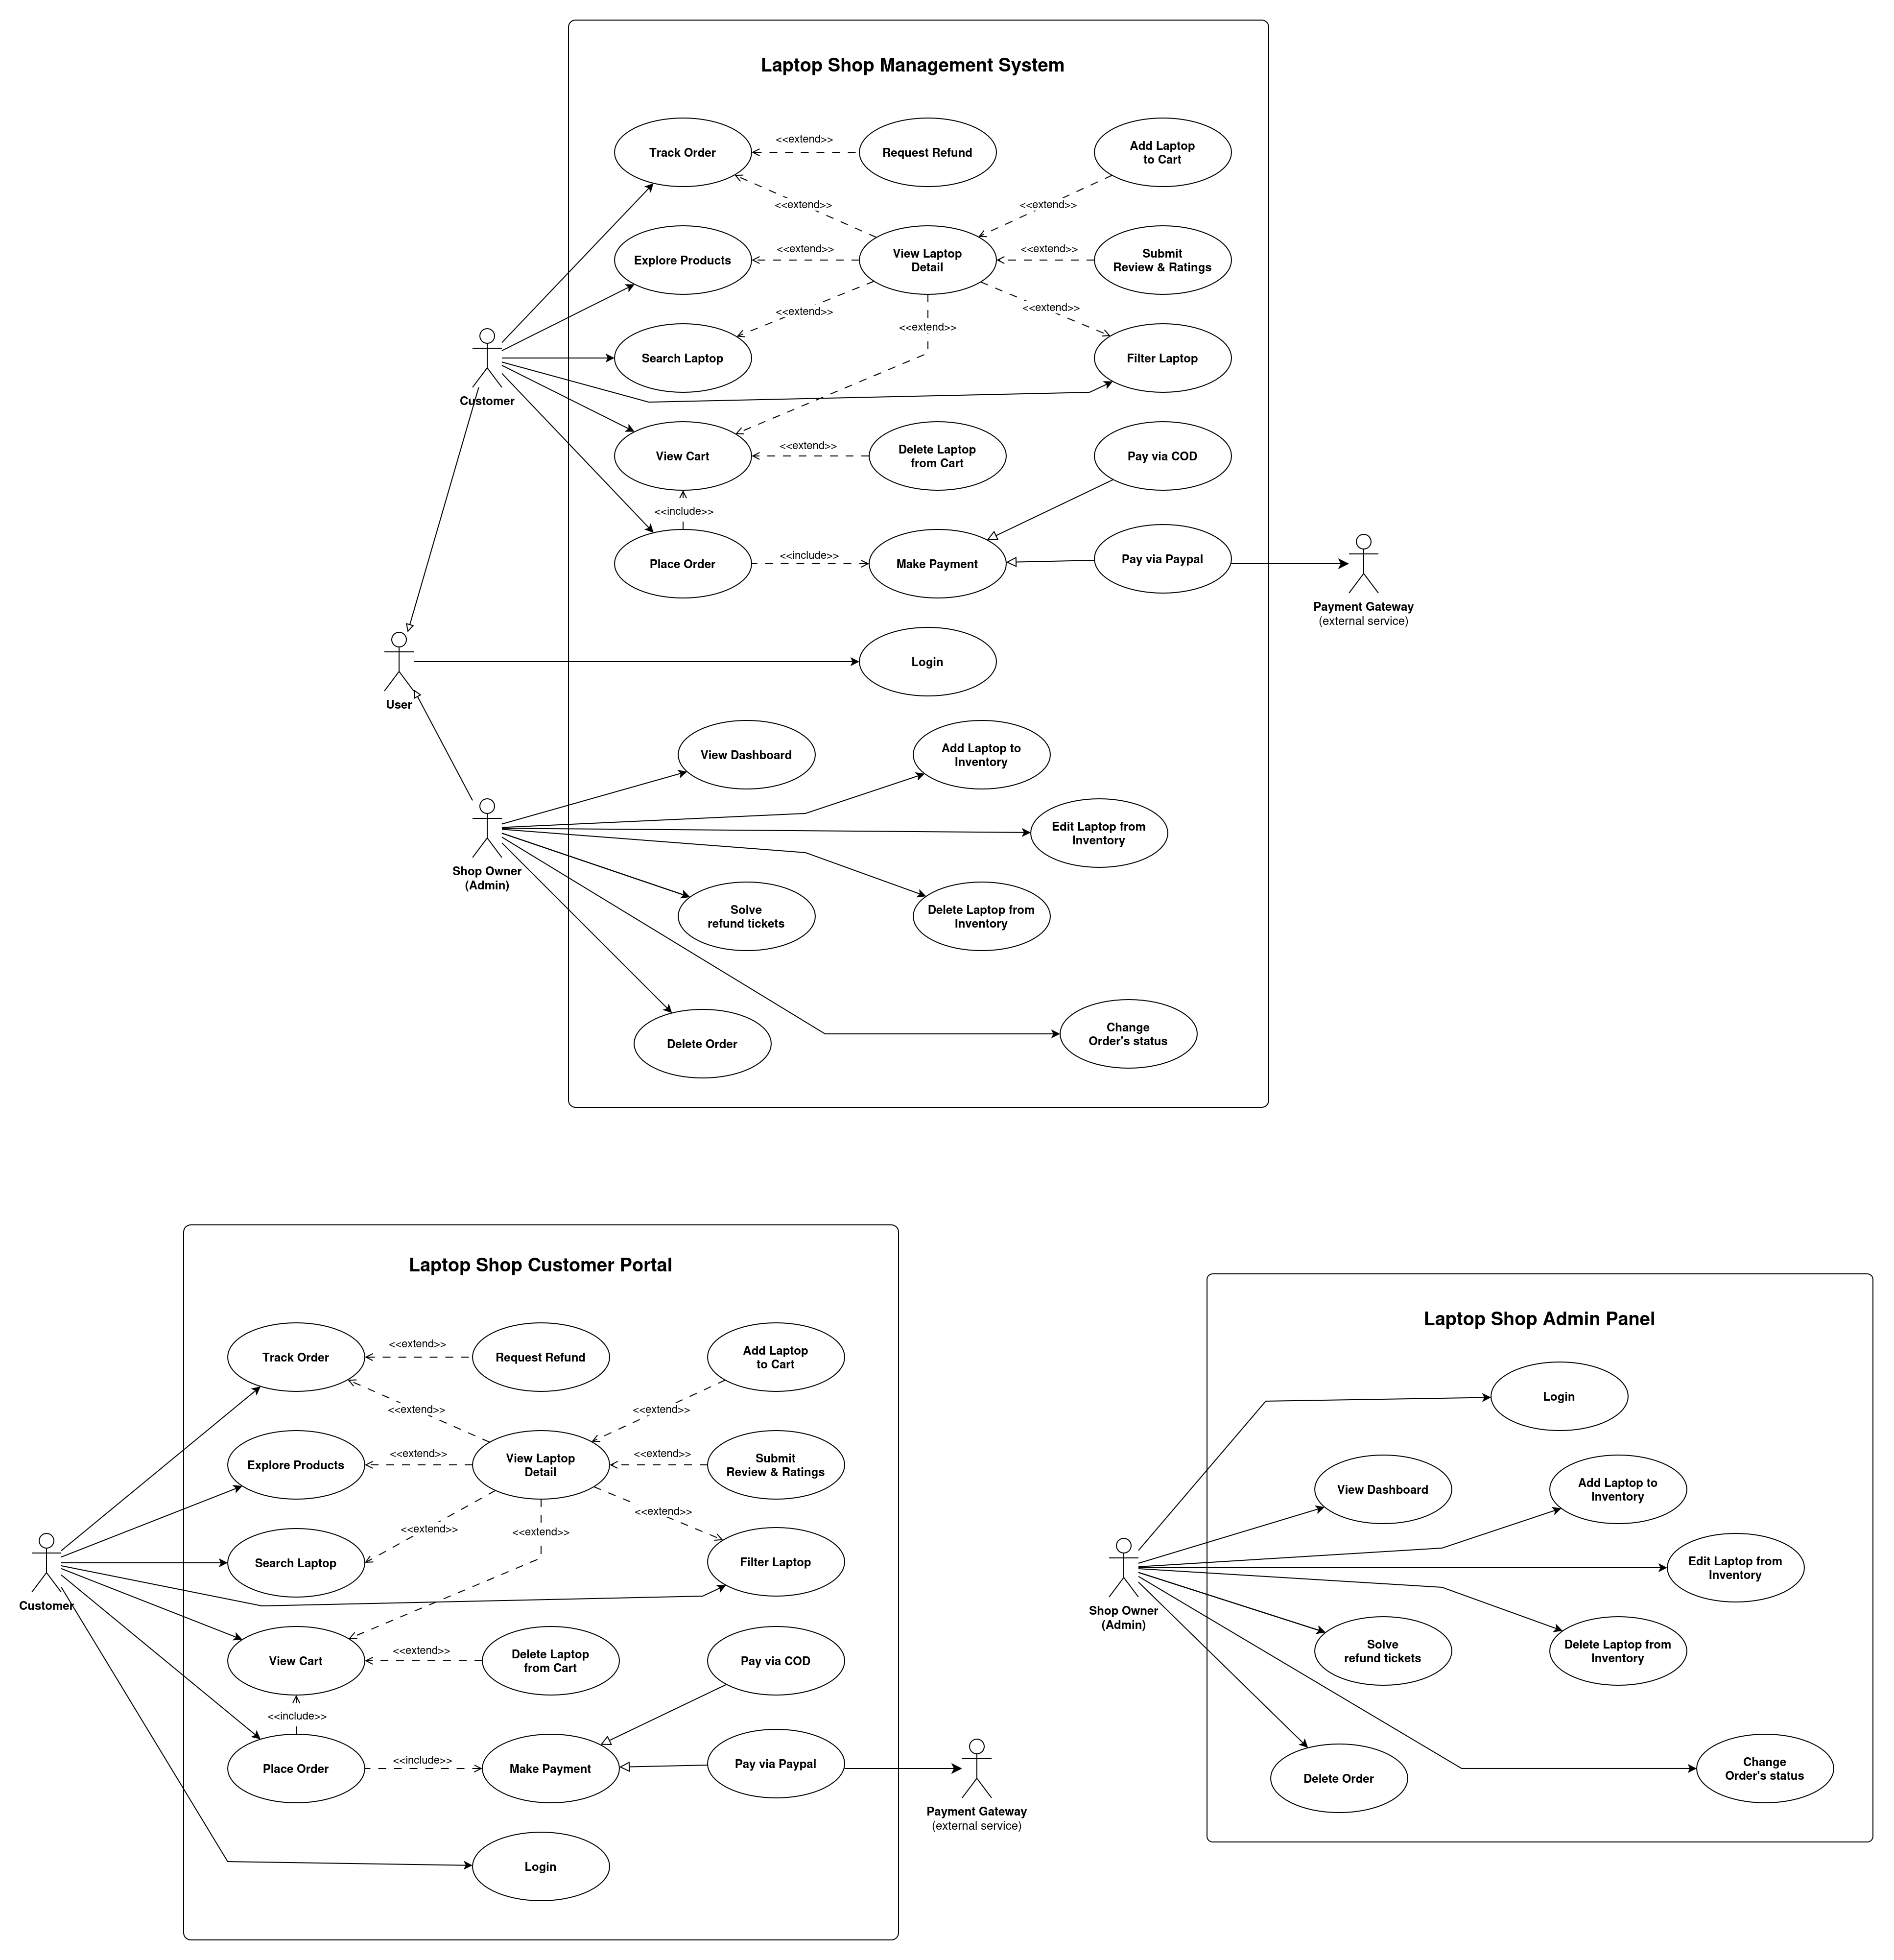 Laptop Shop Management System
Track Order
<<extend>>
Request Refund
Add Laptop
to Cart
<<extend>>
<<extend>>
Explore Products
<<extend>>
View Laptop
Detail
<<extend>>
Submit
Review & Ratings
<<extend>>
<<extend>>
<<extend>>
Search Laptop
Filter Laptop
Customer
View Cart
<<extend>>
Delete Laptop
from Cart
Pay via COD
<<include>>
Place Order
<<include>>
Make Payment
Pay via Paypal
Payment Gateway
(external service)
Login
User
View Dashboard
Add Laptop to
Inventory
Edit Laptop from
Inventory
Shop Owner
(Admin)
Solve
refund tickets
Delete Laptop from
Inventory
Delete Order
Change
Order's status
Laptop Shop Customer Portal
Track Order
<<extend>>
Request Refund
Add Laptop
to Cart
<<extend>>
<<extend>>
Explore Products
<<extend>>
View Laptop
Detail
<<extend>>
Submit
Review & Ratings
<<extend>>
<<extend>>
<<extend>>
Search Laptop
Filter Laptop
Customer
View Cart
<<extend>>
Delete Laptop
from Cart
Pay via COD
<<include>>
Place Order
<<include>>
Make Payment
Pay via Paypal
Payment Gateway
(external service)
Login
Laptop Shop Admin Panel
Login
View Dashboard
Add Laptop to
Inventory
Edit Laptop from
Inventory
Shop Owner
(Admin)
Solve
refund tickets
Delete Laptop from
Inventory
Delete Order
Change
Order's status